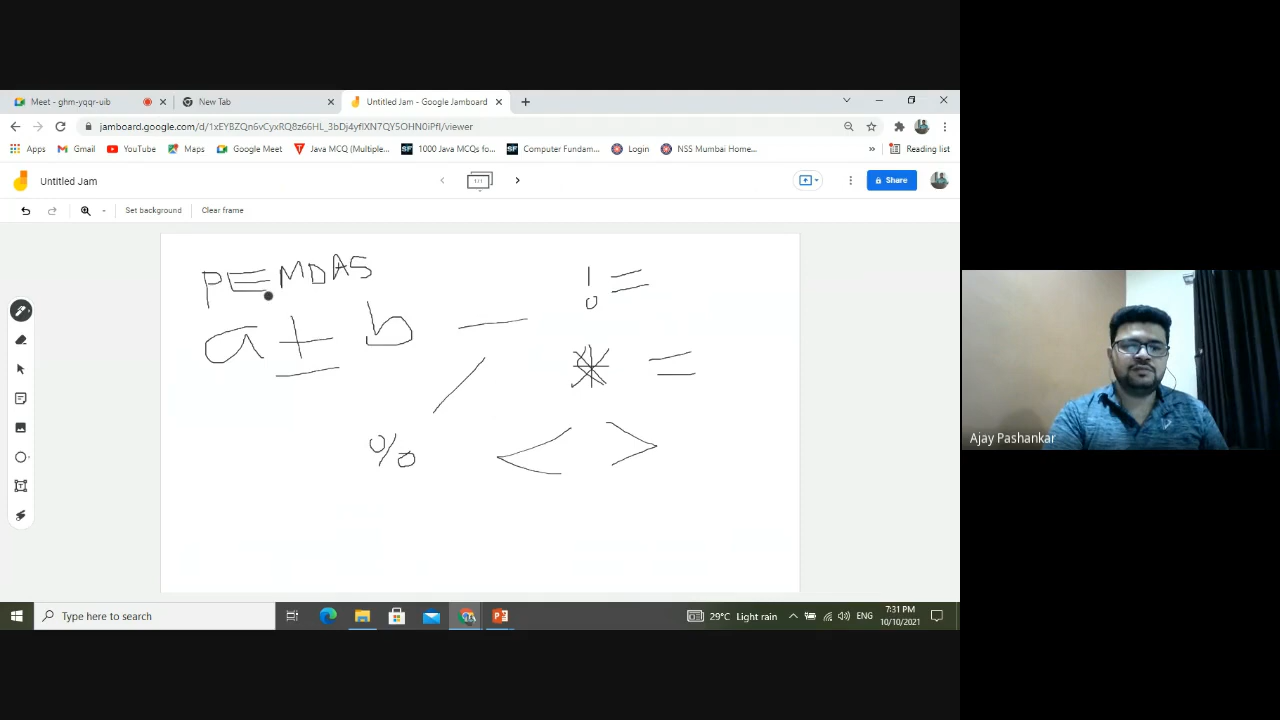 Meet - ghm-yqqr-uib
New Tab
Untitled Jam - Google Jamboard
jamboard.google.com/d/1xEYBZQn6vCyxRQ8z66HL_3bDj4yflXN7QY5OHN0iPfI/viewer
Apps Gmail YouTube Maps Google Meet Java MCQ (Multiple... 1000 Java MCQs fo... Computer Fundam... Login NSS Mumbai Home... » Reading list
Untitled Jam
1/1
Share
Set background Clear frame
PEMDAS
! =
a + b -
* =
/
%
< >
Ajay Pashankar
Type here to search
29°C Light rain
ENG
7:31 PM
10/10/2021